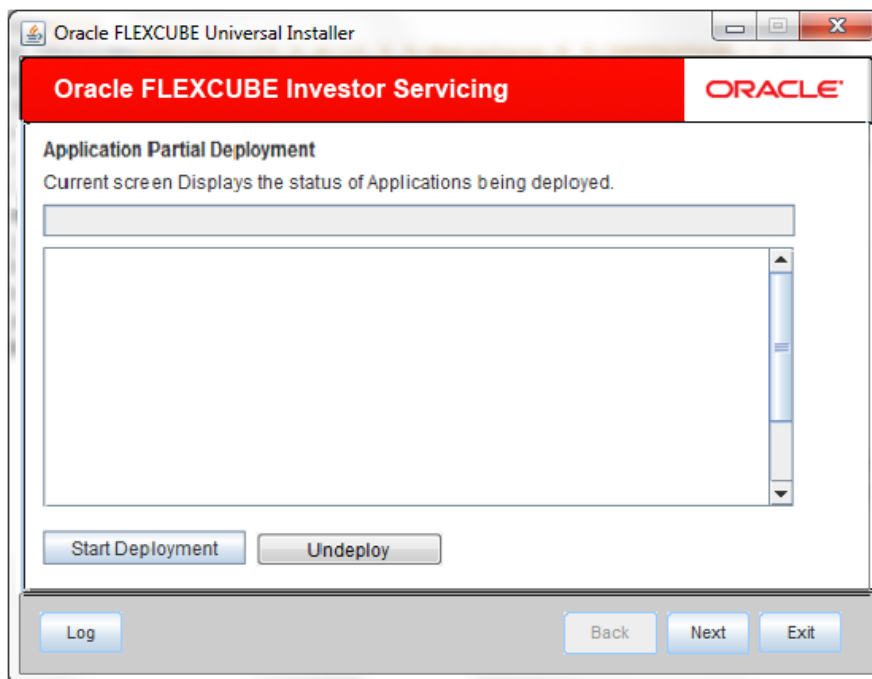 Oracle FLEXCUBE Universal Installer
Oracle FLEXCUBE Investor Servicing
ORACLE
Application Partial Deployment
Current screen Displays the status of Applications being deployed.
Start Deployment Undeploy
Log Back Next Exit